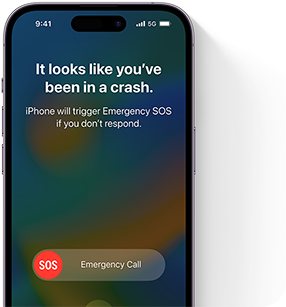 9:41 5G
It looks like you've
been in a crash.
iPhone will trigger Emergency SOS
if you don't respond.
SOS Emergency Call